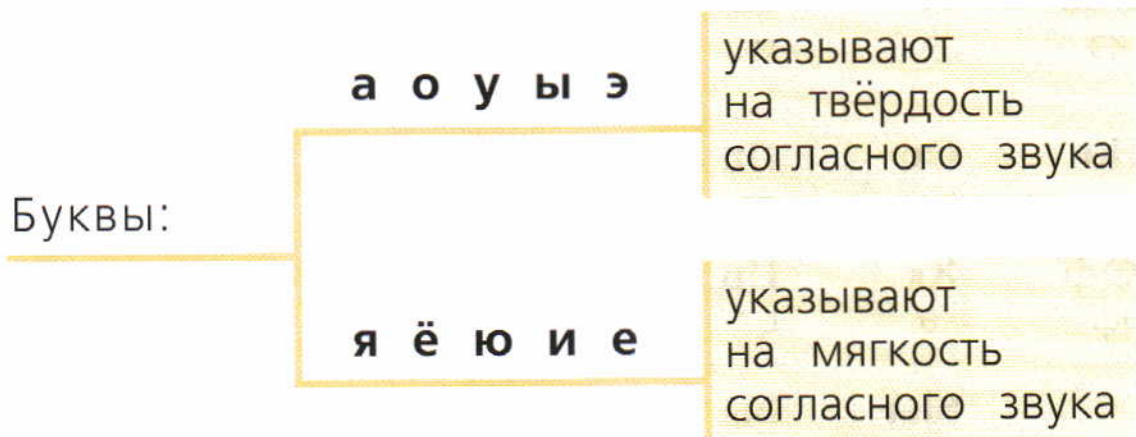 а о у ы э
указывают
на твёрдость
согласного звука
Буквы:
я ё ю и е
указывают
на мягкость
согласного звука